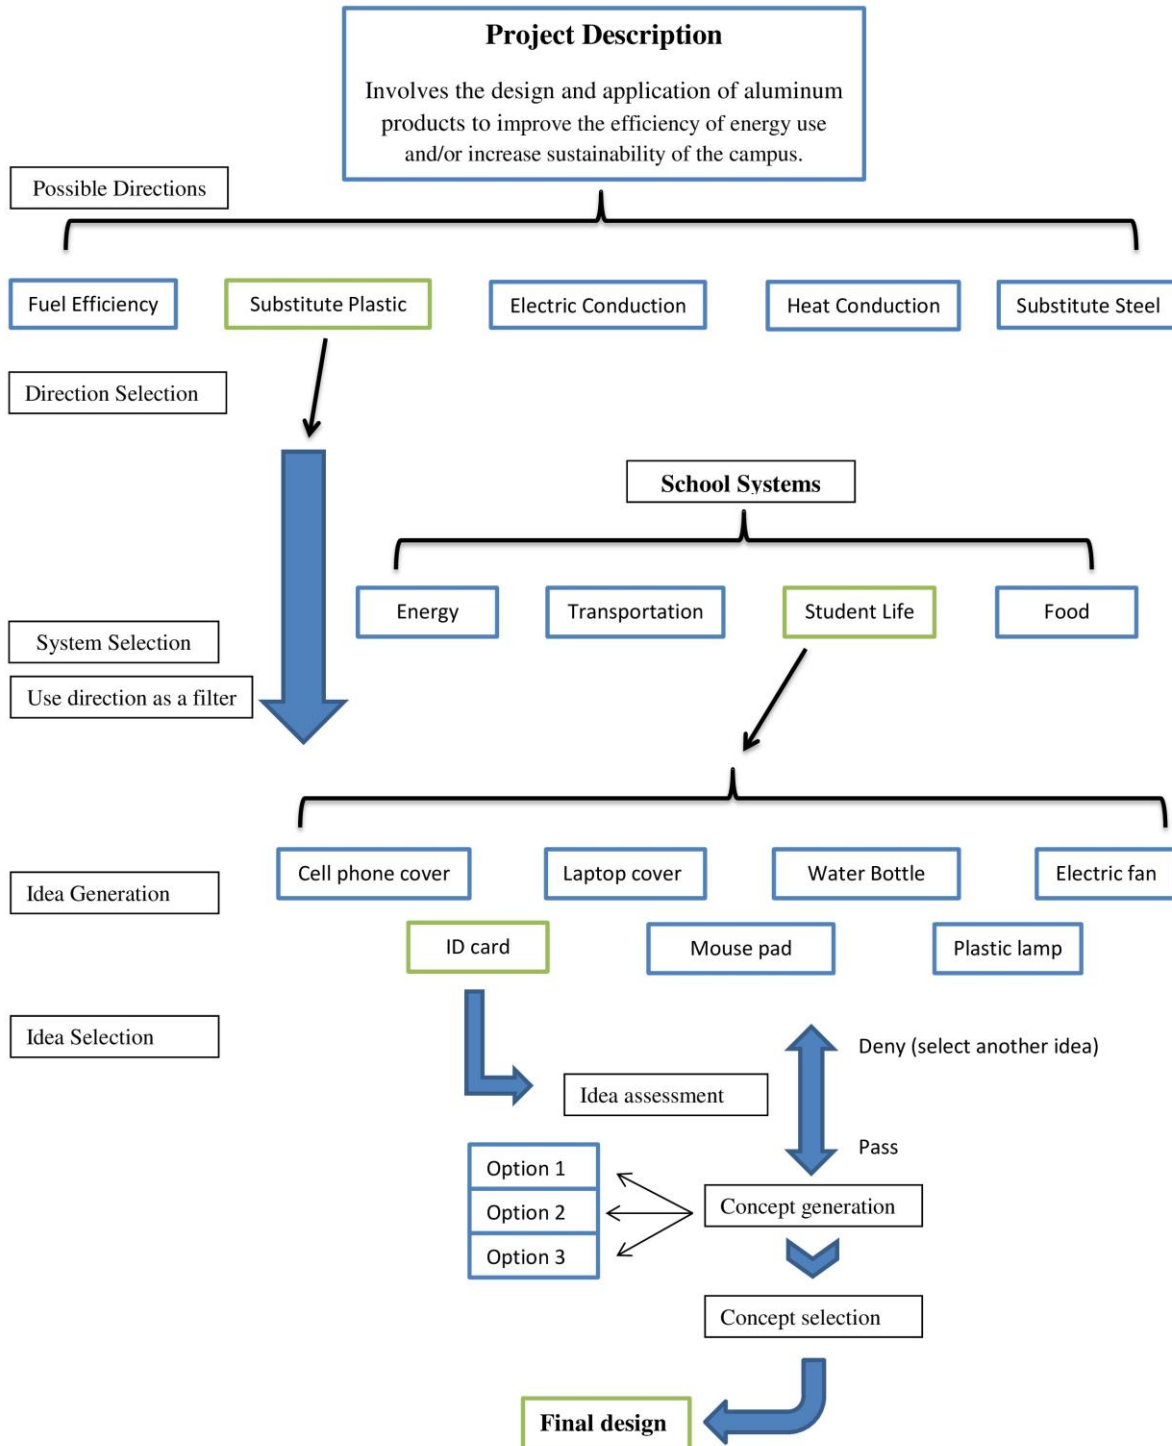 Project Description
Involves the design and application of aluminum
products to improve the efficiency of energy use
and/or increase sustainability of the campus.
Possible Directions
Fuel Efficiency
Substitute Plastic
Electric Conduction
Heat Conduction
Substitute Steel
Direction Selection
School Systems
Energy
Transportation
Student Life
Food
System Selection
Use direction as a filter
Cell phone cover
Laptop cover
Water Bottle
Electric fan
Idea Generation
ID card
Mouse pad
Plastic lamp
Idea Selection
Deny (select another idea)
Idea assessment
Pass
Option 1
Option 2
Option 3
Concept generation
Concept selection
Final design